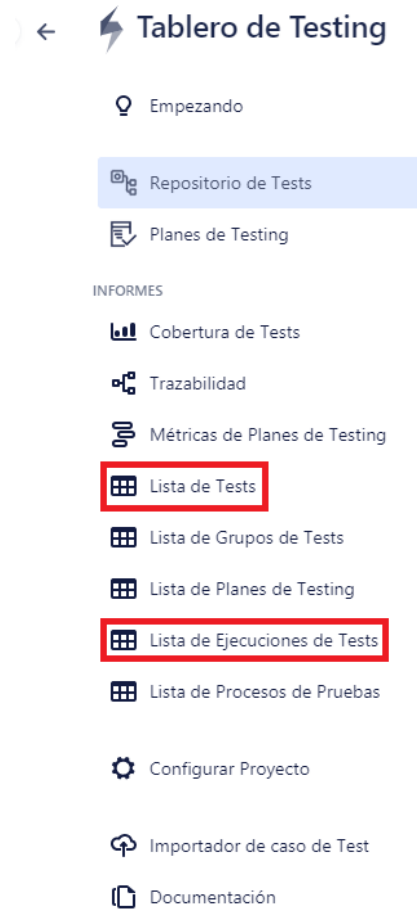 Tablero de Testing
Empezando
Repositorio de Tests
Planes de Testing
INFORMES
Cobertura de Tests
Trazabilidad
Métricas de Planes de Testing
Lista de Tests
Lista de Grupos de Tests
Lista de Planes de Testing
Lista de Ejecuciones de Tests
Lista de Procesos de Pruebas
Configurar Proyecto
Importador de caso de Test
Documentación